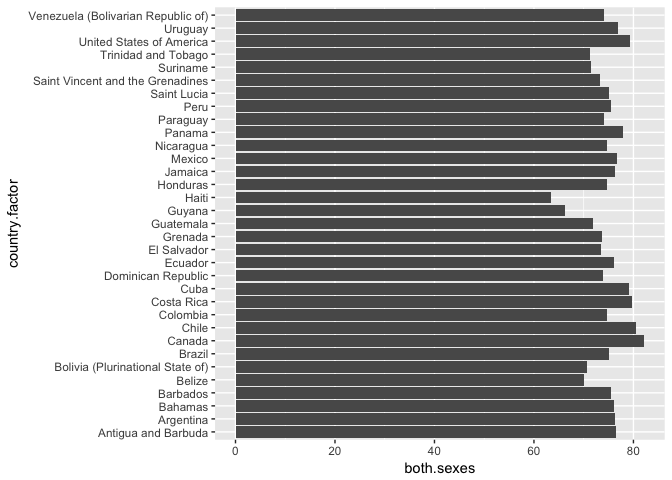 Venezuela (Bolivarian Republic of)
Uruguay
United States of America
Trinidad and Tobago
Suriname
Saint Vincent and the Grenadines
Saint Lucia
Peru
Paraguay
Panama
Nicaragua
Mexico
Jamaica
Honduras
Haiti
Guyana
Guatemala
Grenada
El Salvador
Ecuador
Dominican Republic
Cuba
Costa Rica
Colombia
Chile
Canada
Brazil
Bolivia (Plurinational State of)
Belize
Barbados
Bahamas
Argentina
Antigua and Barbuda
country.factor
0 20 40 60 80
both.sexes